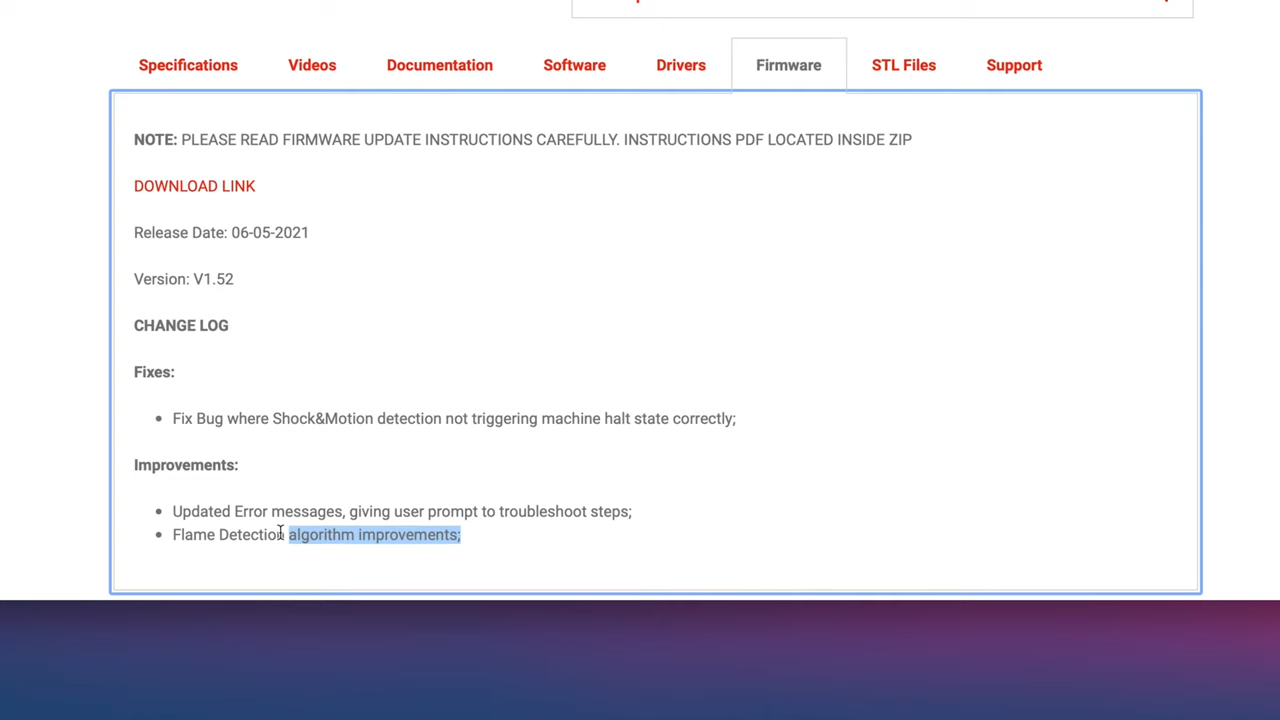 Specifications Videos Documentation Software Drivers Firmware STL Files Support
NOTE: PLEASE READ FIRMWARE UPDATE INSTRUCTIONS CAREFULLY. INSTRUCTIONS PDF LOCATED INSIDE ZIP
DOWNLOAD LINK
Release Date: 06-05-2021
Version: V1.52
CHANGE LOG
Fixes:
• Fix Bug where Shock&Motion detection not triggering machine halt state correctly;
Improvements:
• Updated Error messages, giving user prompt to troubleshoot steps;
• Flame Detection algorithm improvements;